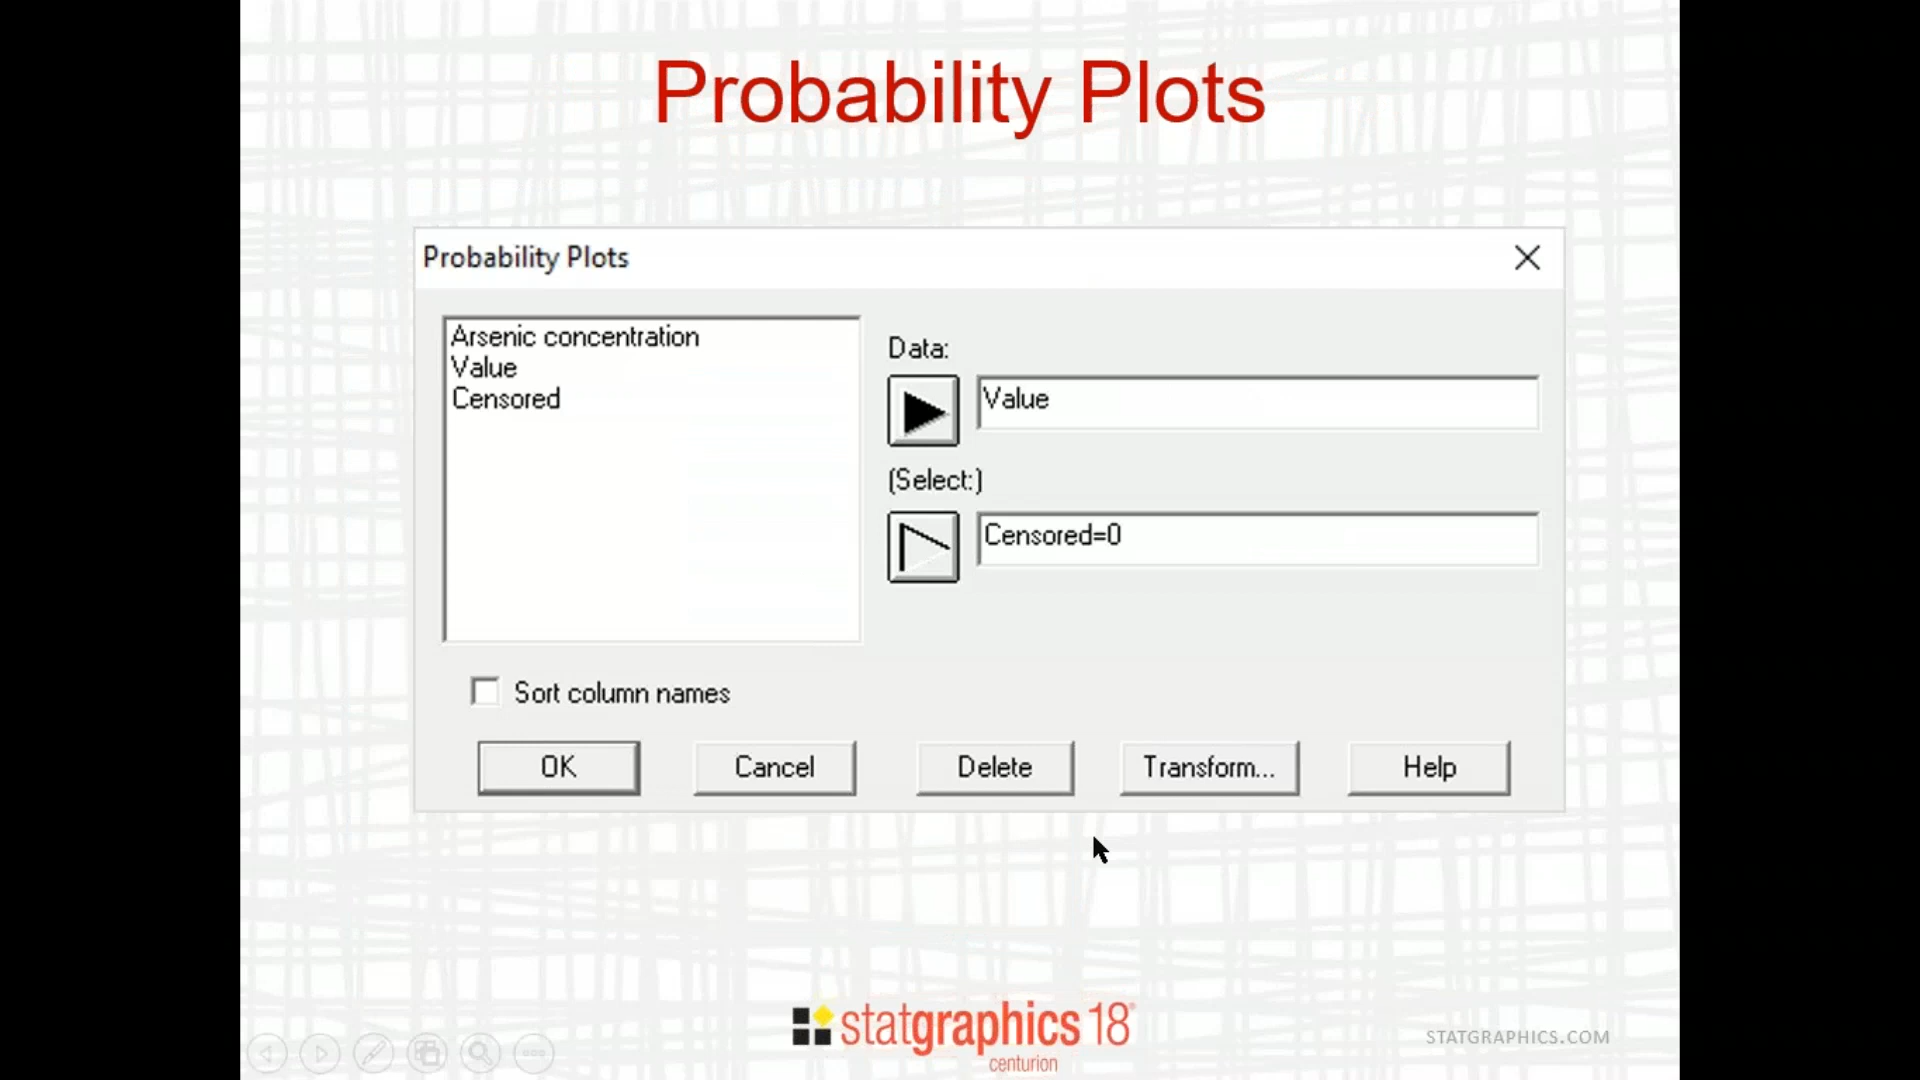 Probability Plots
Probability Plots
Arsenic concentration
Value
Censored
Data:
Value
(Select:)
Censored=0
Sort column names
OK
Cancel
Delete
Transform...
Help
statgraphics 18®
centurion
STATGRAPHICS.COM